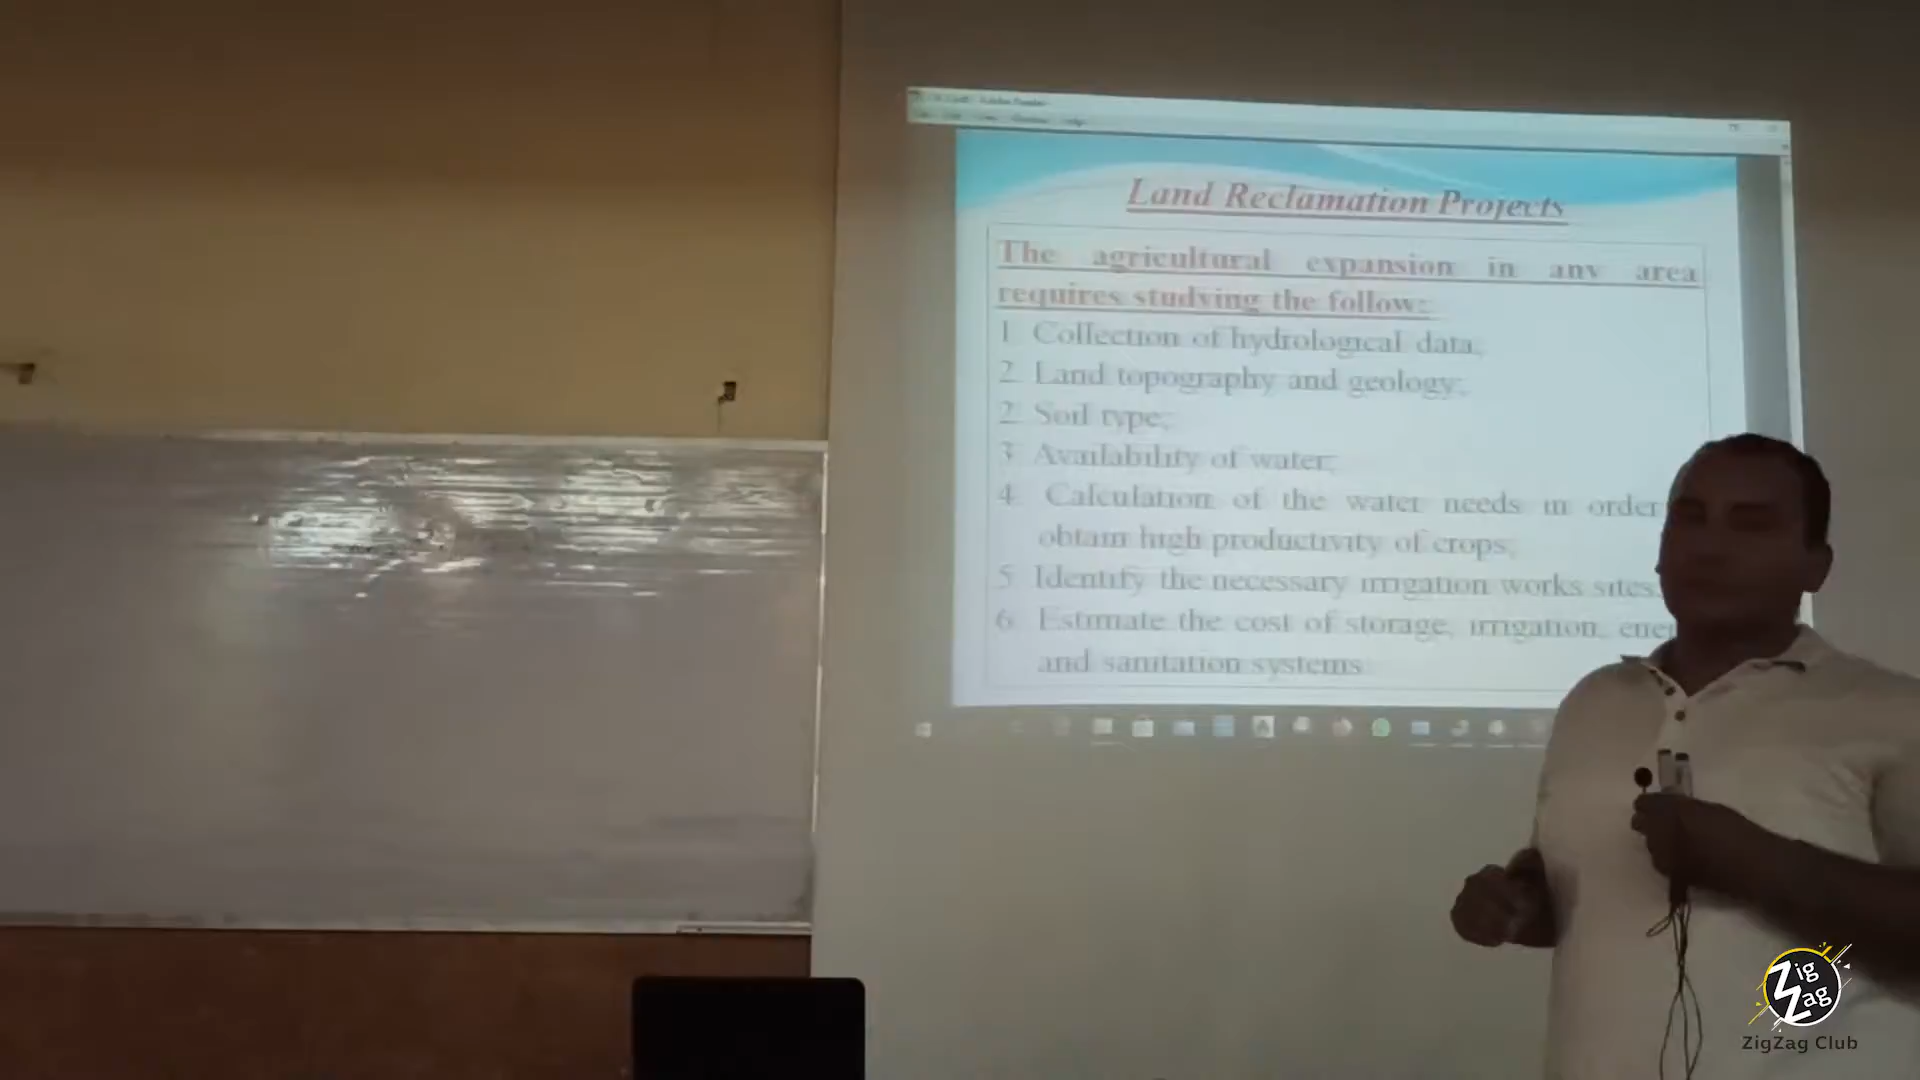 Land Reclamation Projects
The agricultural expansion in any area
requires studying the follow:
1. Collection of hydrological data;
2. Land topography and geology;
2. Soil type;
3. Availability of water;
4. Calculation of the water needs in order
obtain high productivity of crops;
5. Identify the necessary irrigation works sites.
6. Estimate the cost of storage, irrigation,
and sanitation systems
Zig
Zag
ZigZag Club